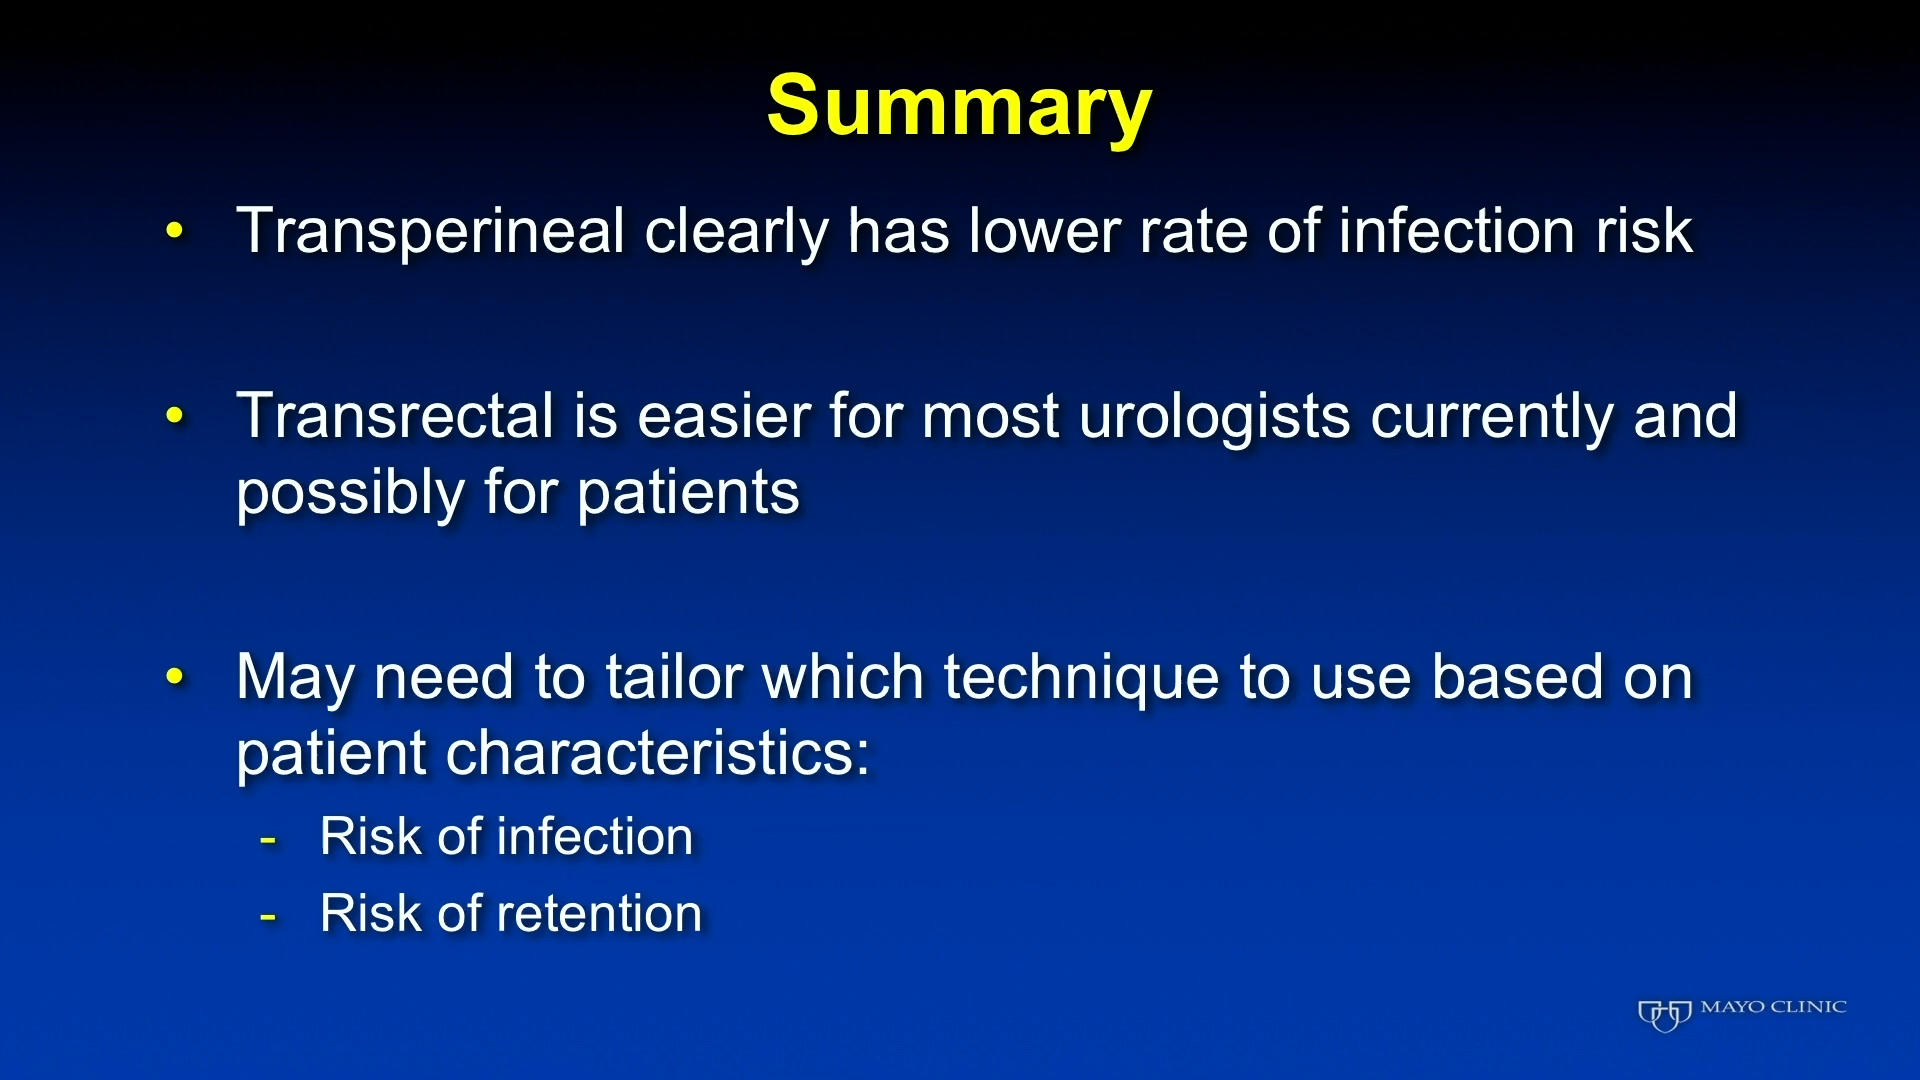 Summary
• Transperineal clearly has lower rate of infection risk
• Transrectal is easier for most urologists currently and
possibly for patients
• May need to tailor which technique to use based on
patient characteristics:
- Risk of infection
- Risk of retention
MAYO CLINIC